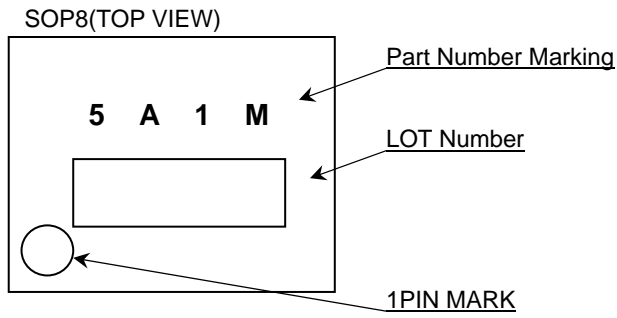 SOP8(TOP VIEW)
Part Number Marking
5 A 1 M
LOT Number
1PIN MARK